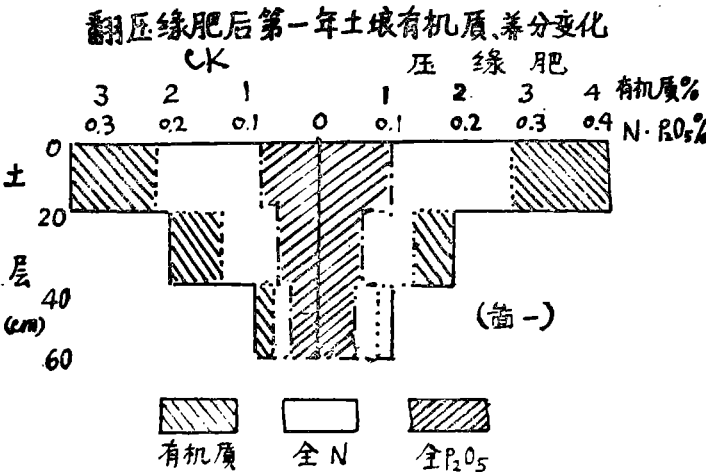 翻压绿肥后第一年土壤有机质、养分变化
CK 压 绿 肥
3 2 1 1 2 3 4 有机质%
0.3 0.2 0.1 0 0.1 0.2 0.3 0.4 N·P₂O₅%
0
土
20
层
40
(cm)
60
(图一)
有机质 全N 全P₂O₅